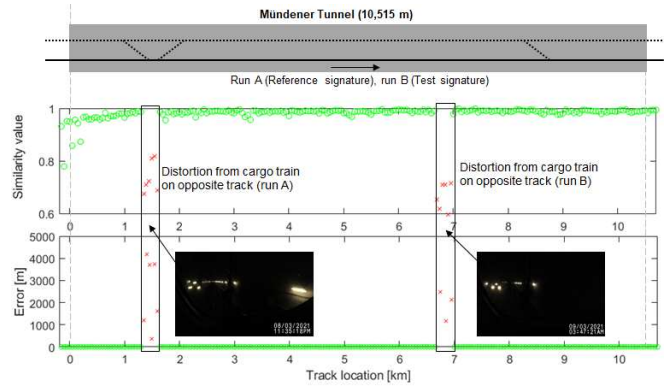 Mündener Tunnel (10,515 m)
Run A (Reference signature), run B (Test signature)
Similarity value
1
0.8
0.6
Distortion from cargo train
on opposite track (run A)
Distortion from cargo train
on opposite track (run B)
0 1 2 3 4 5 6 7 8 9 10
Error [m]
5000
4000
3000
2000
1000
0
08/03/2021
11:35:18PM
09/03/2021
03:47:21AM
0 1 2 3 4 5 6 7 8 9 10
Track location [km]